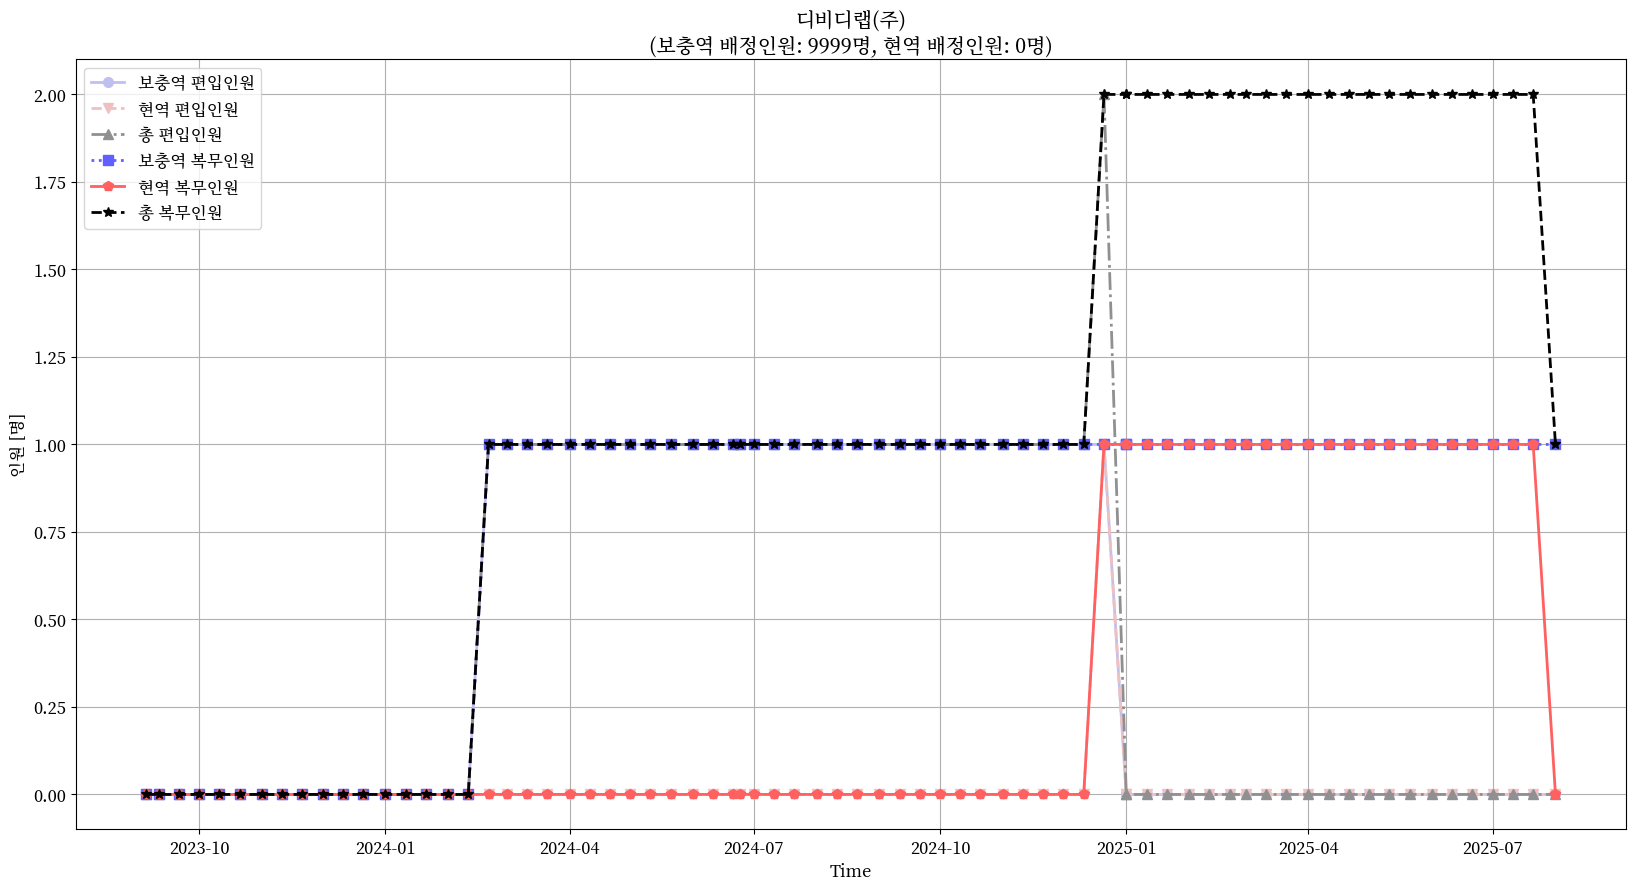 디비디랩(주)
(보충역 배정인원: 9999명, 현역 배정인원: 0명)
보충역 편입인원
현역 편입인원
총 편입인원
보충역 복무인원
현역 복무인원
총 복무인원
2.00
1.75
1.50
1.25
1.00
0.75
0.50
0.25
0.00
인원 [명]
2023-10 2024-01 2024-04 2024-07 2024-10 2025-01 2025-04 2025-07
Time